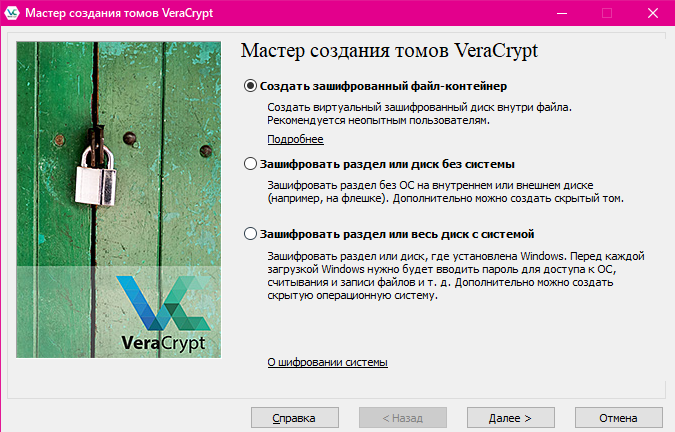 Мастер создания томов VeraCrypt
Мастер создания томов VeraCrypt
Создать зашифрованный файл-контейнер
Создать виртуальный зашифрованный диск внутри файла.
Рекомендуется неопытным пользователям.
Подробнее
Зашифровать раздел или диск без системы
Зашифровать раздел без ОС на внутреннем или внешнем диске
(например, на флешке). Дополнительно можно создать скрытый том.
Зашифровать раздел или весь диск с системой
Зашифровать раздел или диск, где установлена Windows. Перед каждой
загрузкой Windows нужно будет вводить пароль для доступа к ОС,
считывания и записи файлов и т. д. Дополнительно можно создать
скрытую операционную систему.
VeraCrypt
О шифровании системы
Справка
< Назад
Далее >
Отмена